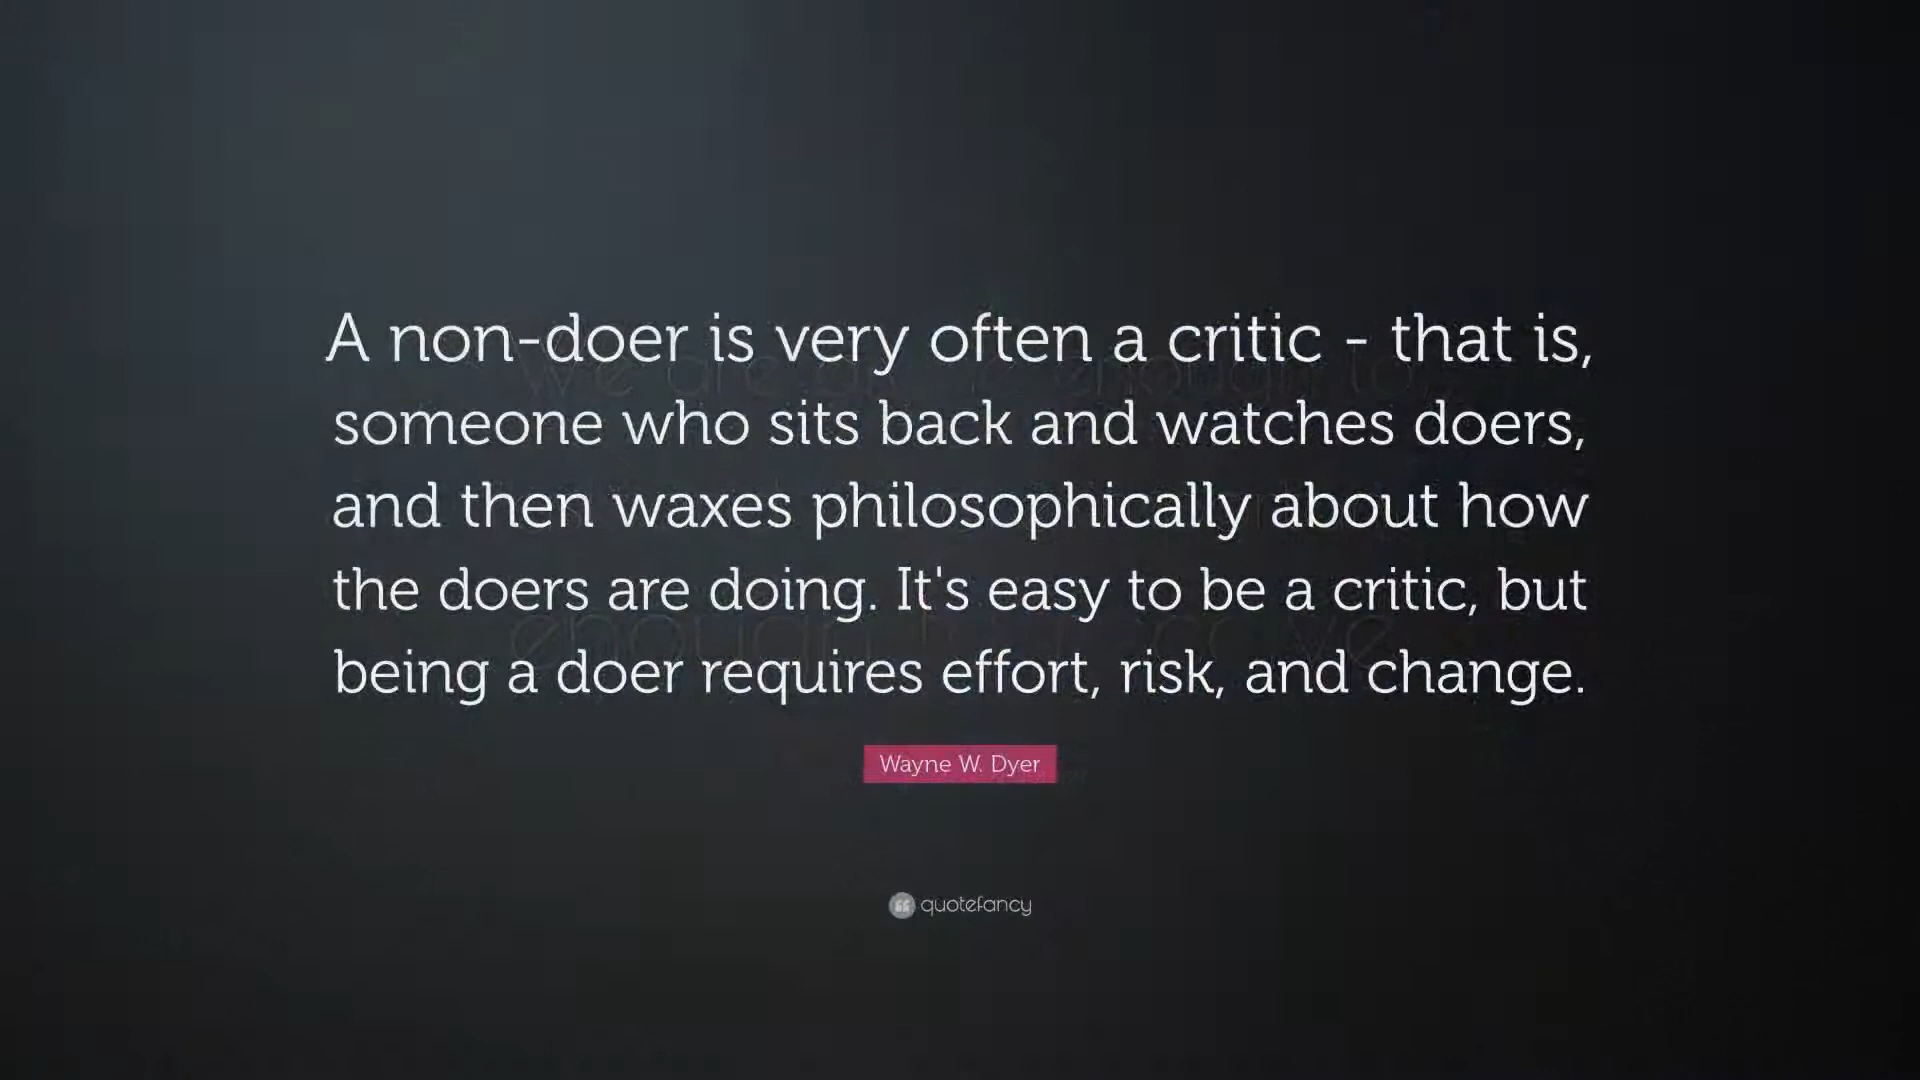 A non-doer is very often a critic - that is,
someone who sits back and watches doers,
and then waxes philosophically about how
the doers are doing. It's easy to be a critic, but
being a doer requires effort, risk, and change.
Wayne W. Dyer
quotefancy